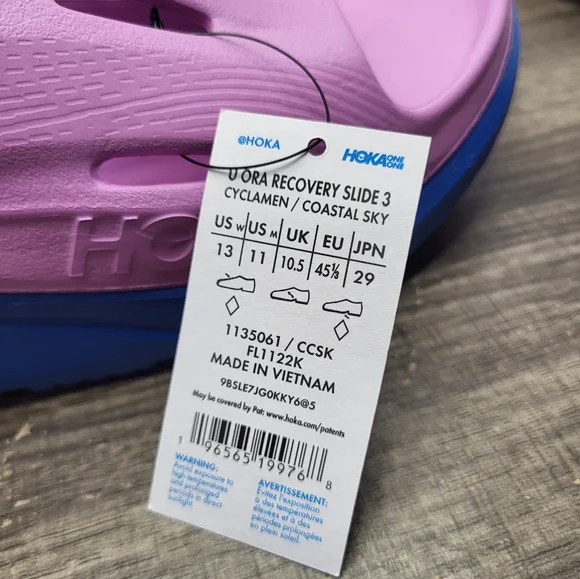 @HOKA
HOKA ONE ONE
U ORA RECOVERY SLIDE 3
CYCLAMEN / COASTAL SKY
US W US M UK EU JPN
13 11 10.5 45⅓ 29
1135061 / CCSK
FL1122K
MADE IN VIETNAM
9BSLE7JG0KKY6@5
May be covered by Pat: www.hoka.com/patents
1 96565 19976 8
WARNING:
Avoid exposure to
high temperatures
and prolonged
periods in direct
sunlight.
AVERTISSEMENT:
Évitez l'exposition
à des températures
élevées et à des
périodes prolongées
en plein soleil.
HO